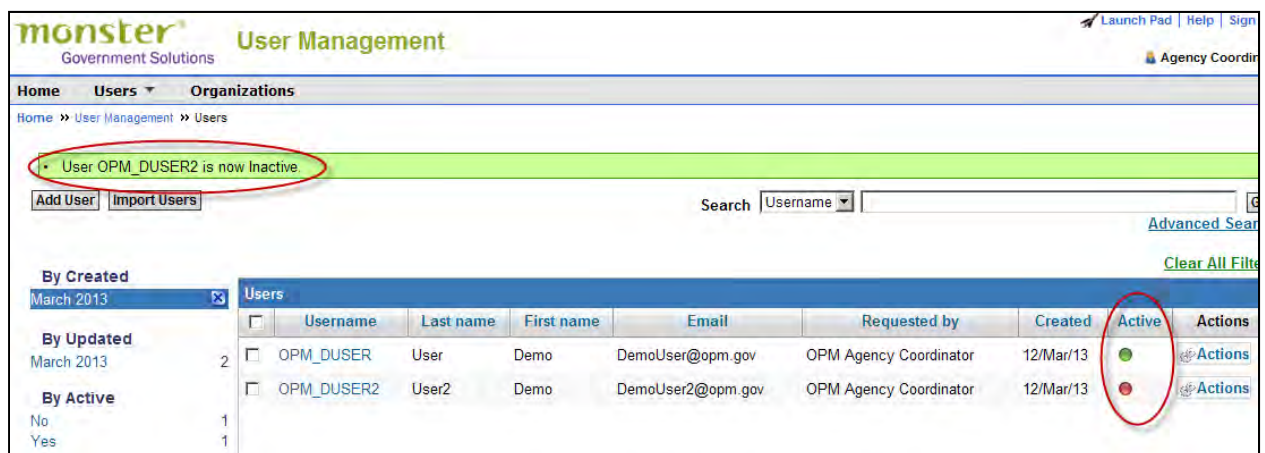 monster
Government Solutions
User Management
Launch Pad | Help | Sign
Agency Coordin
Home Users Organizations
Home » User Management » Users
• User OPM_DUSER2 is now Inactive.
Add User Import Users
Search Username G
Advanced Sear
Clear All Filte
By Created
March 2013
By Updated
March 2013 2
By Active
No 1
Yes 1
Users
Username Last name First name Email Requested by Created Active Actions
OPM_DUSER User Demo DemoUser@opm.gov OPM Agency Coordinator 12/Mar/13 Actions
OPM_DUSER2 User2 Demo DemoUser2@opm.gov OPM Agency Coordinator 12/Mar/13 Actions